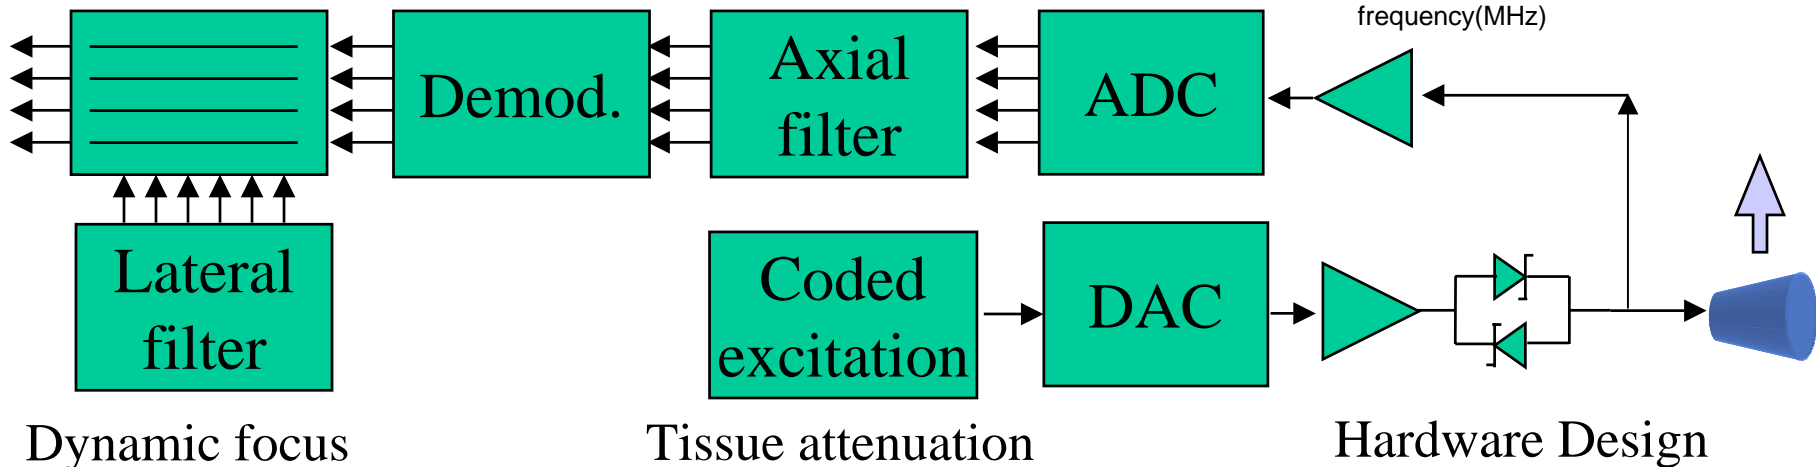 frequency(MHz)
Demod.
Axial
filter
ADC
Lateral
filter
Coded
excitation
DAC
Dynamic focus
Tissue attenuation
Hardware Design